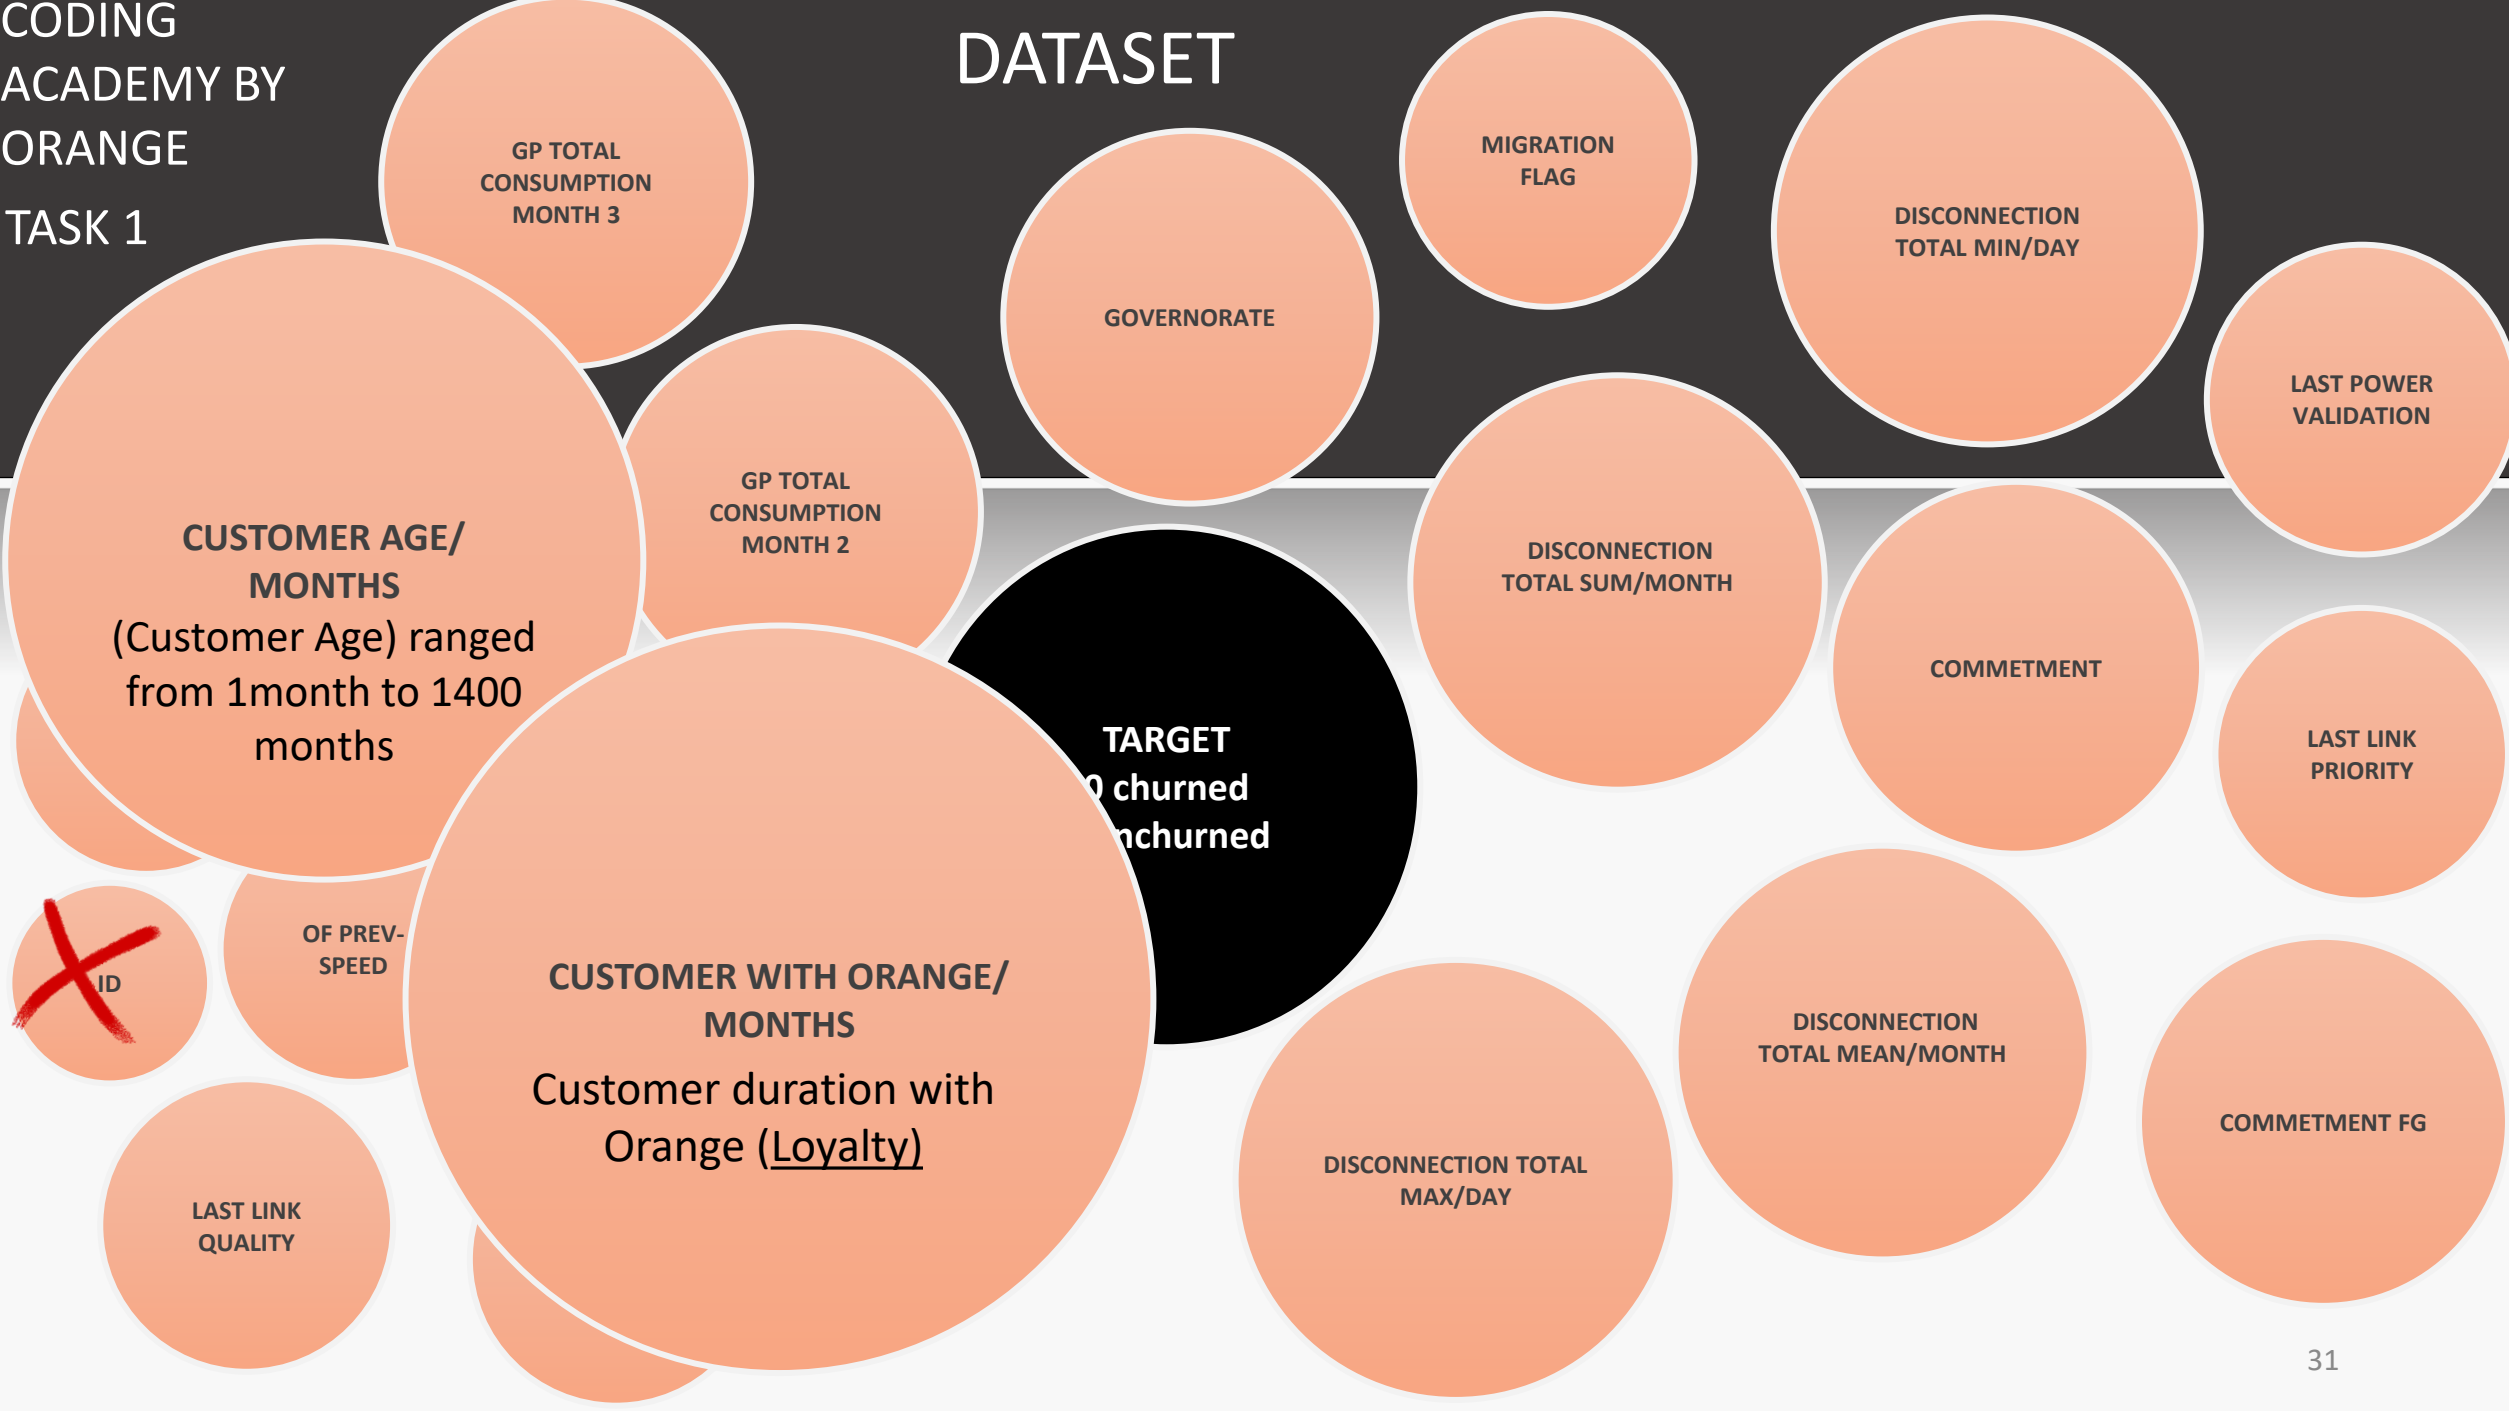 CODING
ACADEMY BY
ORANGE
TASK 1
DATASET
GP TOTAL
CONSUMPTION
MONTH 3
MIGRATION
FLAG
DISCONNECTION
TOTAL MIN/DAY
GOVERNORATE
LAST POWER
VALIDATION
GP TOTAL
CONSUMPTION
MONTH 2
CUSTOMER AGE/
MONTHS
(Customer Age) ranged
from 1month to 1400
months
DISCONNECTION
TOTAL SUM/MONTH
COMMETMENT
TARGET
0 churned
nchurned
LAST LINK
PRIORITY
OF PREV-
SPEED
ID
CUSTOMER WITH ORANGE/
MONTHS
Customer duration with
Orange (Loyalty)
DISCONNECTION
TOTAL MEAN/MONTH
COMMETMENT FG
DISCONNECTION TOTAL
MAX/DAY
LAST LINK
QUALITY
31